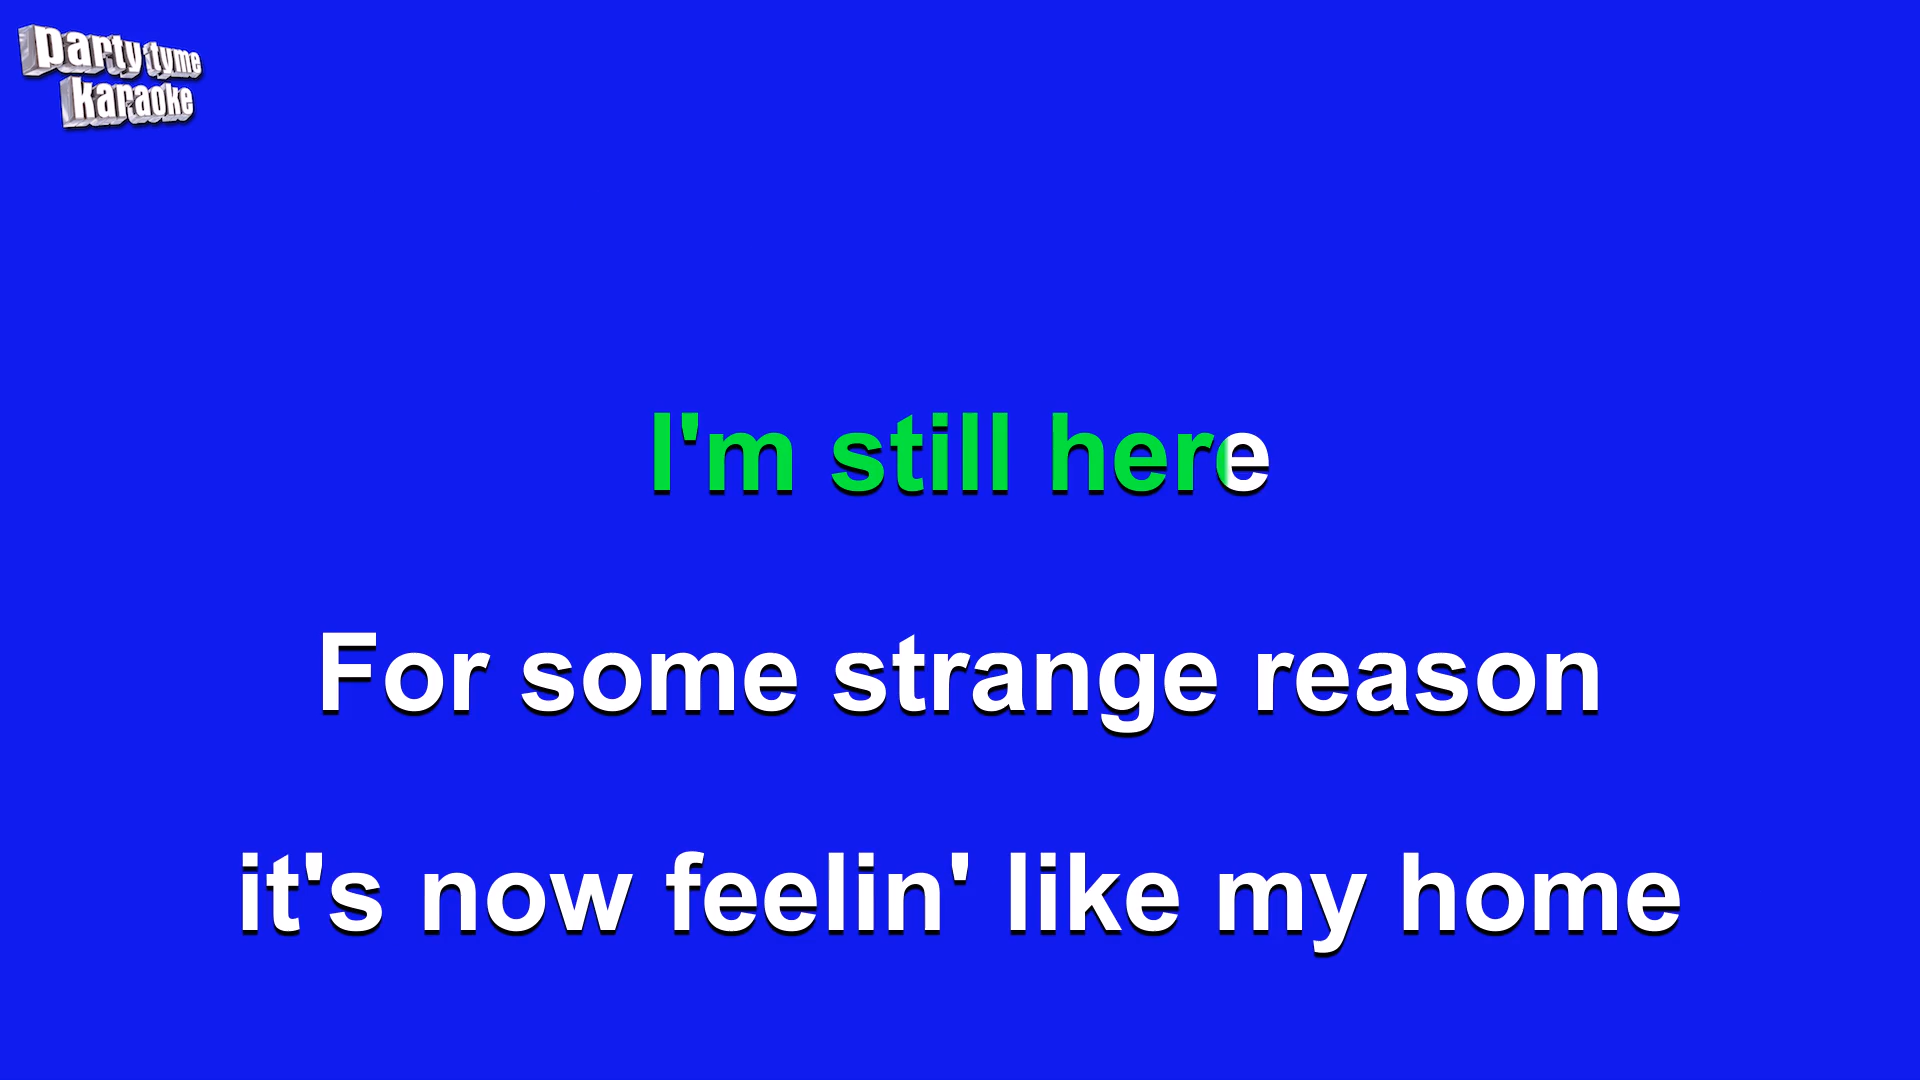 party tyme
karaoke
I'm still here
For some strange reason
it's now feelin' like my home